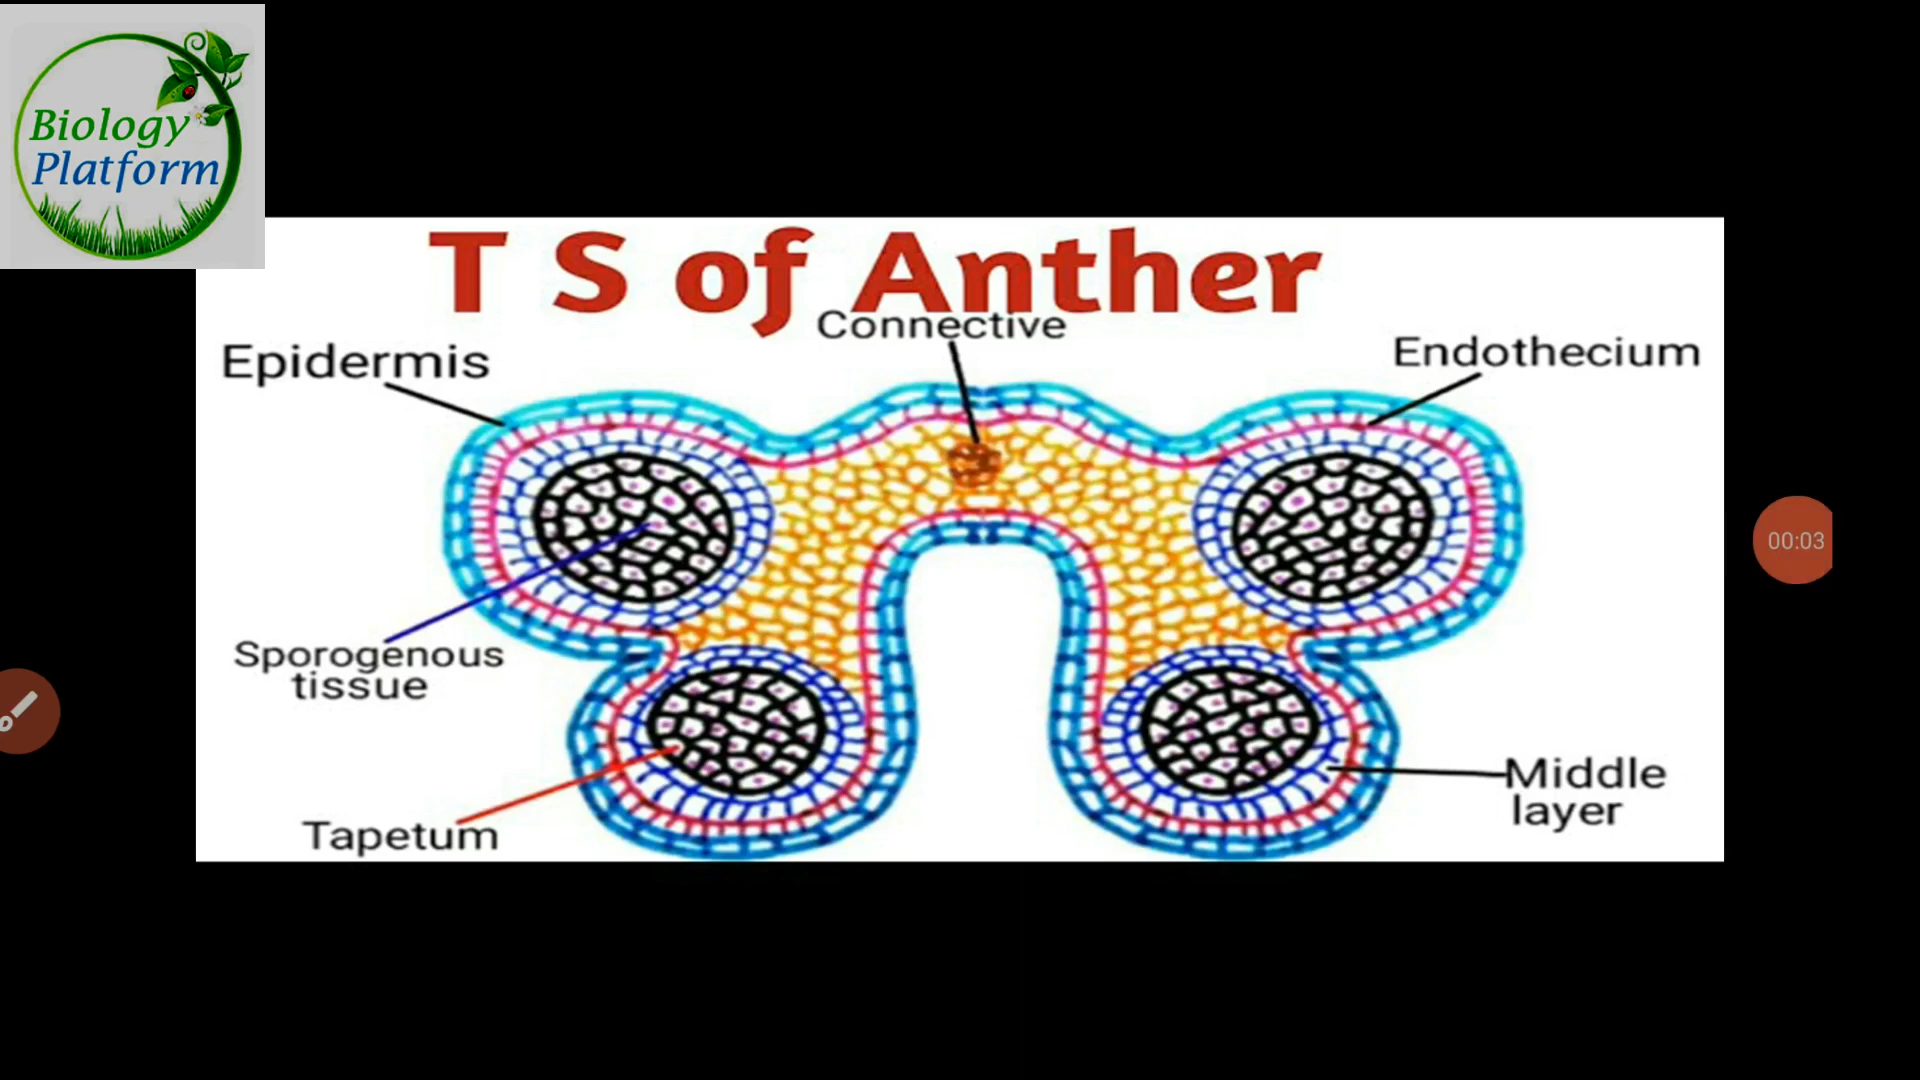 Biology
Platform
T S of Anther
Connective
Epidermis
Endothecium
00:03
Sporogenous
tissue
Middle
layer
Tapetum